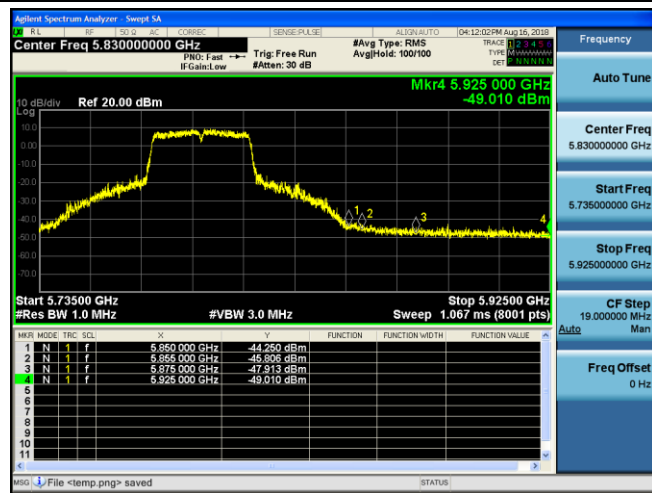 Agilent Spectrum Analyzer - Swept SA
RL RF 50 Ω AC CORREC SENSE:PULSE ALIGN AUTO 04:12:02PM Aug 16, 2018
Center Freq 5.830000000 GHz #Avg Type: RMS TRACE 1 2 3 4 5 6
PNO: Fast Trig: Free Run Avg|Hold: 100/100 TYPE M
IFGain:Low #Atten: 30 dB DET P N N N N N
Mkr4 5.925 000 GHz
10 dB/div Ref 20.00 dBm -49.010 dBm
Log
10.0
0.00
-10.0
-20.0
-30.0
-40.0
-50.0
-60.0
-70.0
1 2 3 4
Start 5.73500 GHz Stop 5.92500 GHz
#Res BW 1.0 MHz #VBW 3.0 MHz Sweep 1.067 ms (8001 pts)
MKR MODE TRC SCL X Y FUNCTION FUNCTION WIDTH FUNCTION VALUE
1 N 1 f 5.850 000 GHz -44.250 dBm
2 N 1 f 5.855 000 GHz -45.806 dBm
3 N 1 f 5.875 000 GHz -47.913 dBm
4 N 1 f 5.925 000 GHz -49.010 dBm
5
6
7
8
9
10
11
MSG File <temp.png> saved STATUS
Frequency
Auto Tune
Center Freq
5.830000000 GHz
Start Freq
5.735000000 GHz
Stop Freq
5.925000000 GHz
CF Step
19.000000 MHz
Auto Man
Freq Offset
0 Hz